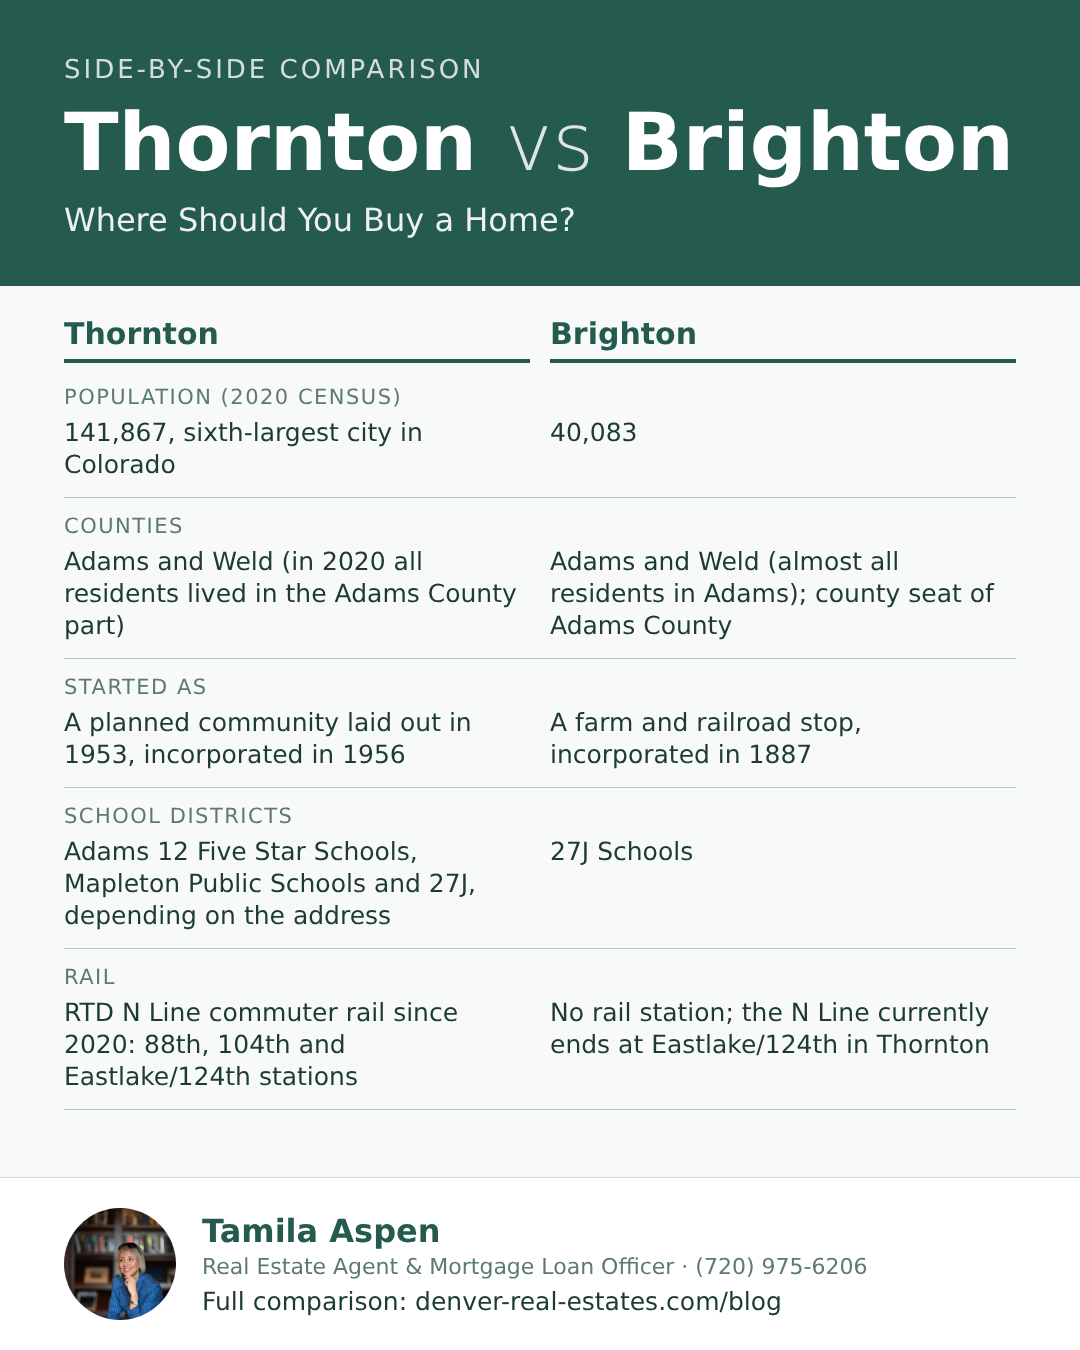 SIDE-BY-SIDE COMPARISON
Thornton VS Brighton
Where Should You Buy a Home?
Thornton
Brighton
POPULATION (2020 CENSUS)
141,867, sixth-largest city in
Colorado
40,083
COUNTIES
Adams and Weld (in 2020 all
residents lived in the Adams County
part)
Adams and Weld (almost all
residents in Adams); county seat of
Adams County
STARTED AS
A planned community laid out in
1953, incorporated in 1956
A farm and railroad stop,
incorporated in 1887
SCHOOL DISTRICTS
Adams 12 Five Star Schools,
Mapleton Public Schools and 27J,
depending on the address
27J Schools
RAIL
RTD N Line commuter rail since
2020: 88th, 104th and
Eastlake/124th stations
No rail station; the N Line currently
ends at Eastlake/124th in Thornton
Tamila Aspen
Real Estate Agent & Mortgage Loan Officer · (720) 975-6206
Full comparison: denver-real-estates.com/blog